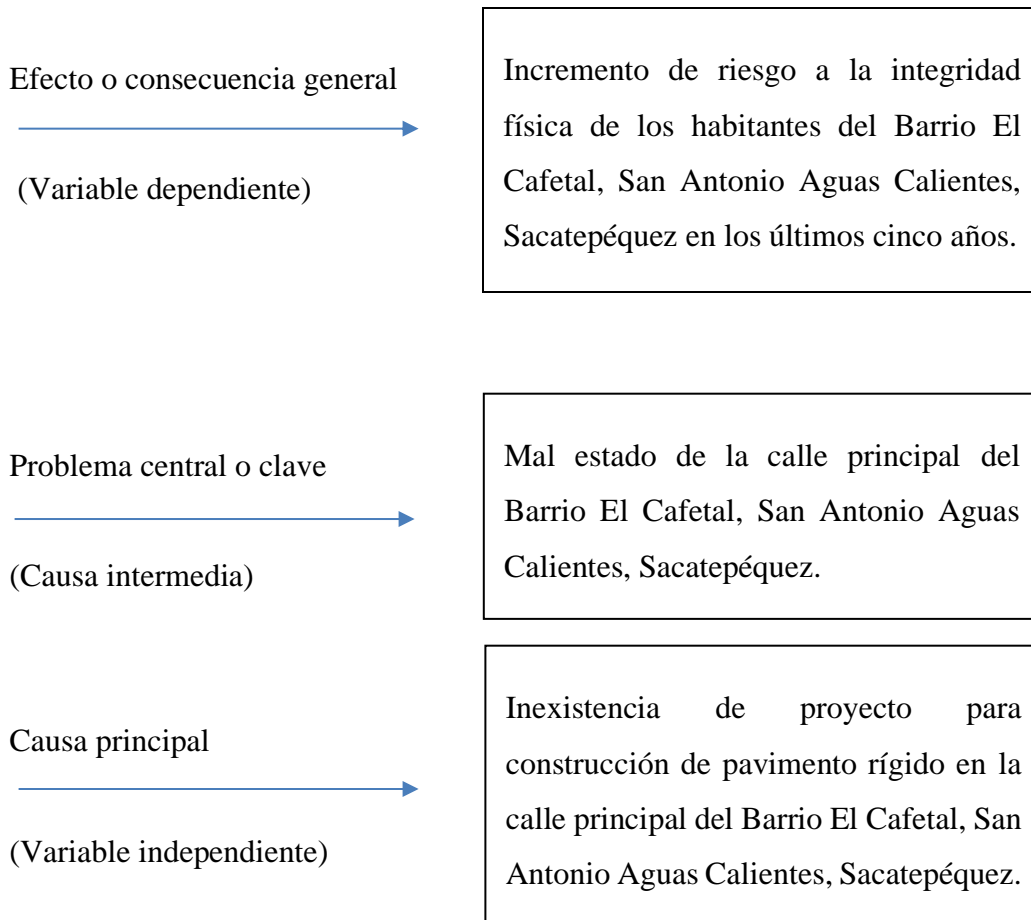 Efecto o consecuencia general
(Variable dependiente)
Incremento de riesgo a la integridad
física de los habitantes del Barrio El
Cafetal, San Antonio Aguas Calientes,
Sacatepéquez en los últimos cinco años.
Problema central o clave
(Causa intermedia)
Mal estado de la calle principal del
Barrio El Cafetal, San Antonio Aguas
Calientes, Sacatepéquez.
Causa principal
(Variable independiente)
Inexistencia de proyecto para
construcción de pavimento rígido en la
calle principal del Barrio El Cafetal, San
Antonio Aguas Calientes, Sacatepéquez.